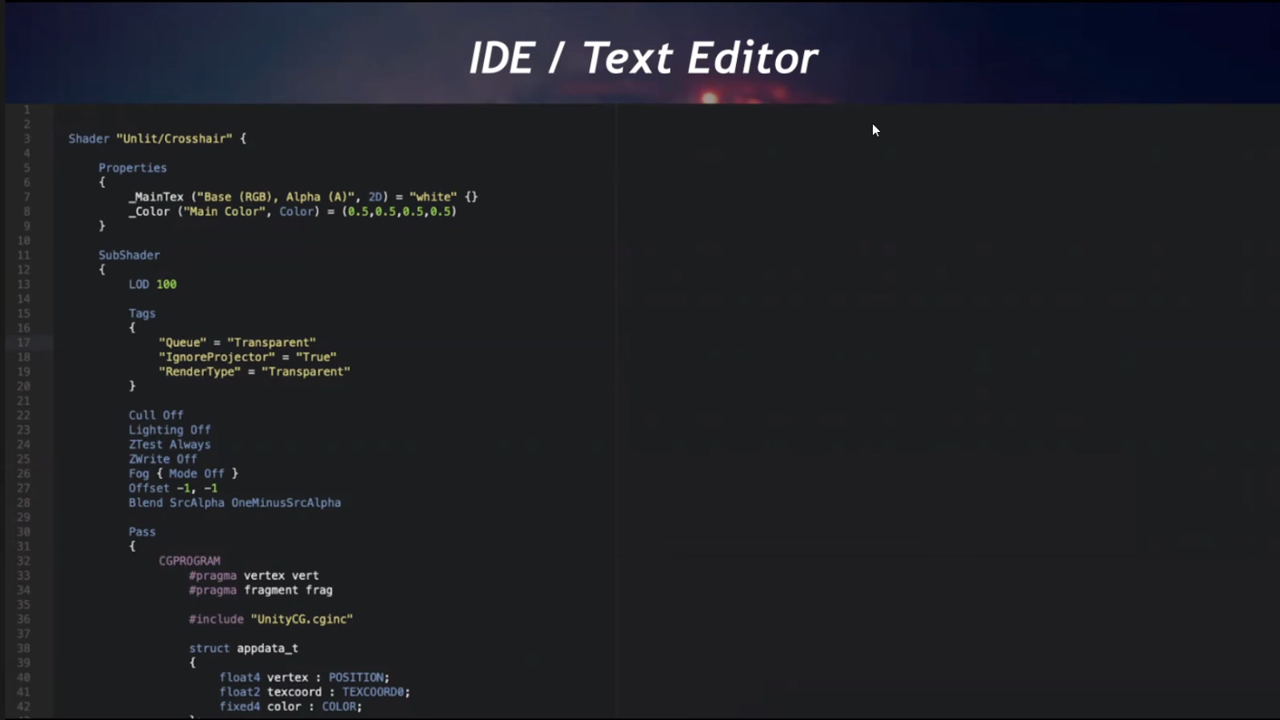 IDE / Text Editor
1
2
3 Shader "Unlit/Crosshair" {
4
5 Properties
6 {
7 _MainTex ("Base (RGB), Alpha (A)", 2D) = "white" {}
8 _Color ("Main Color", Color) = (0.5,0.5,0.5,0.5)
9 }
10
11 SubShader
12 {
13 LOD 100
14
15 Tags
16 {
17 "Queue" = "Transparent"
18 "IgnoreProjector" = "True"
19 "RenderType" = "Transparent"
20 }
21
22 Cull Off
23 Lighting Off
24 ZTest Always
25 ZWrite Off
26 Fog { Mode Off }
27 Offset -1, -1
28 Blend SrcAlpha OneMinusSrcAlpha
29
30 Pass
31 {
32 CGPROGRAM
33 #pragma vertex vert
34 #pragma fragment frag
35
36 #include "UnityCG.cginc"
37
38 struct appdata_t
39 {
40 float4 vertex : POSITION;
41 float2 texcoord : TEXCOORD0;
42 fixed4 color : COLOR;